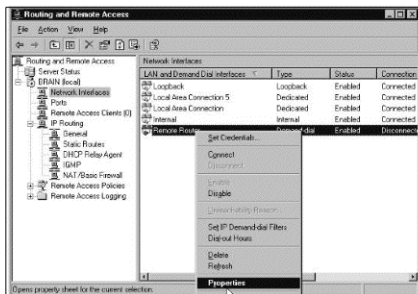 Routing and Remote Access
File Action View Help
Routing and Remote Access
Server Status
BRAIN (local)
Network Interfaces
Ports
Remote Access Clients (0)
IP Routing
General
Static Routes
DHCP Relay Agent
IGMP
NAT/Basic Firewall
Remote Access Policies
Remote Access Logging
Network Interfaces
LAN and Demand Dial Interfaces Type Status Connection
Loopback Loopback Enabled Connected
Local Area Connection 5 Dedicated Enabled Connected
Local Area Connection Dedicated Enabled Connected
Internal Internal Enabled Connected
Remote Router Demand-dial Enabled Disconnect
Set Credentials...
Connect
Disconnect
Enable
Disable
Unreachability Reason...
Set IP Demand-dial Filters
Dial-out Hours
Delete
Refresh
Properties
Opens property sheet for the current selection.